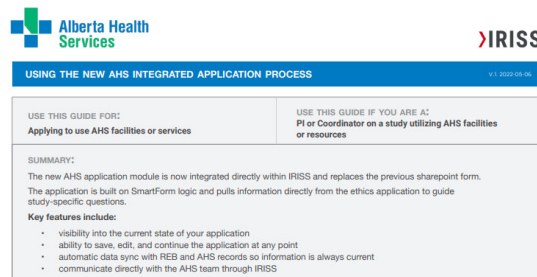 Alberta Health
Services
IRISS
USING THE NEW AHS INTEGRATED APPLICATION PROCESS
V.1 2022-05-06
USE THIS GUIDE FOR:
Applying to use AHS facilities or services
USE THIS GUIDE IF YOU ARE A:
PI or Coordinator on a study utilizing AHS facilities
or resources
SUMMARY:
The new AHS application module is now integrated directly within IRISS and replaces the previous sharepoint form.
The application is built on SmartForm logic and pulls information directly from the ethics application to guide
study-specific questions.
Key features include:
• visibility into the current state of your application
• ability to save, edit, and continue the application at any point
• automatic data sync with REB and AHS records so information is always current
• communicate directly with the AHS team through IRISS